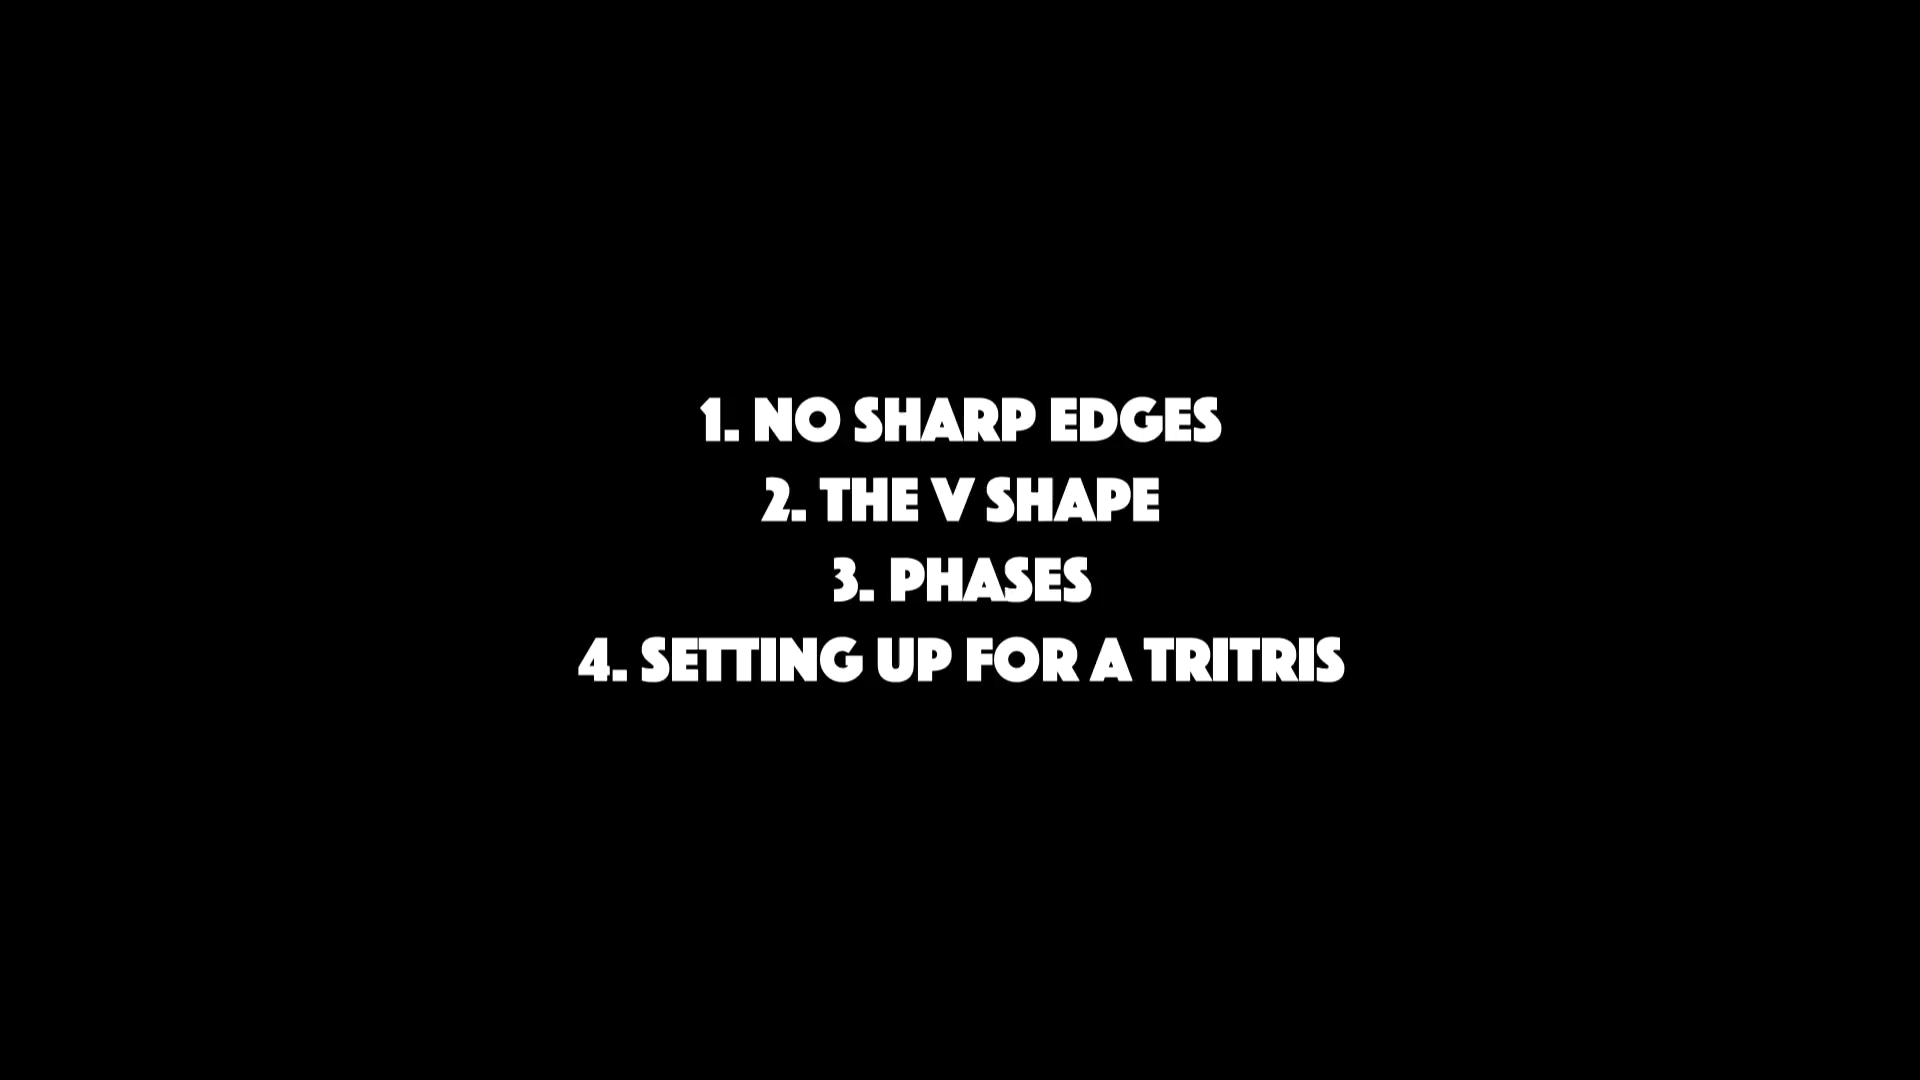 1. NO SHARP EDGES
2. THE V SHAPE
3. PHASES
4. SETTING UP FOR A TRITRIS